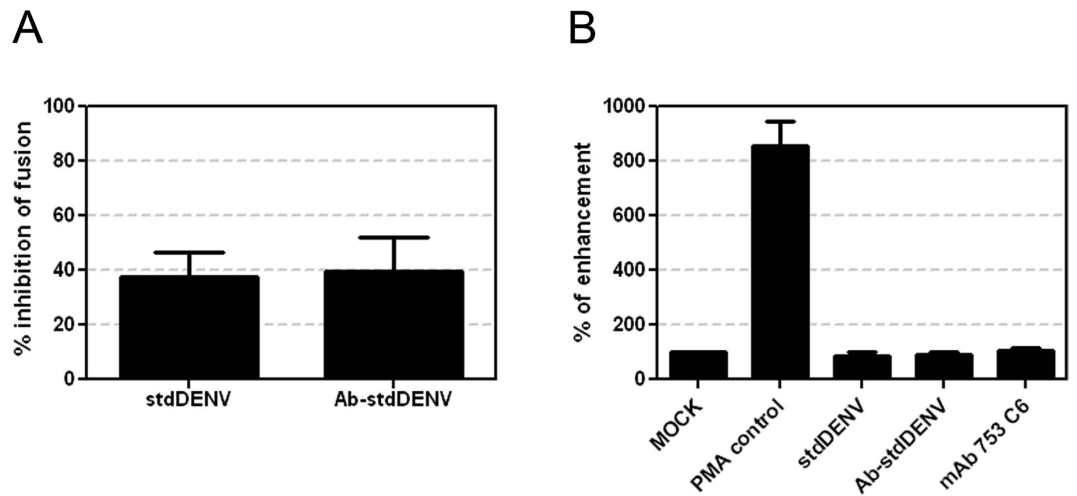 A
B
% inhibition of fusion
100
80
60
40
20
0
stdDENV
Ab-stdDENV
% of enhancement
1000
800
600
400
200
0
MOCK
PMA control
stdDENV
Ab-stdDENV
mAb 753 C6